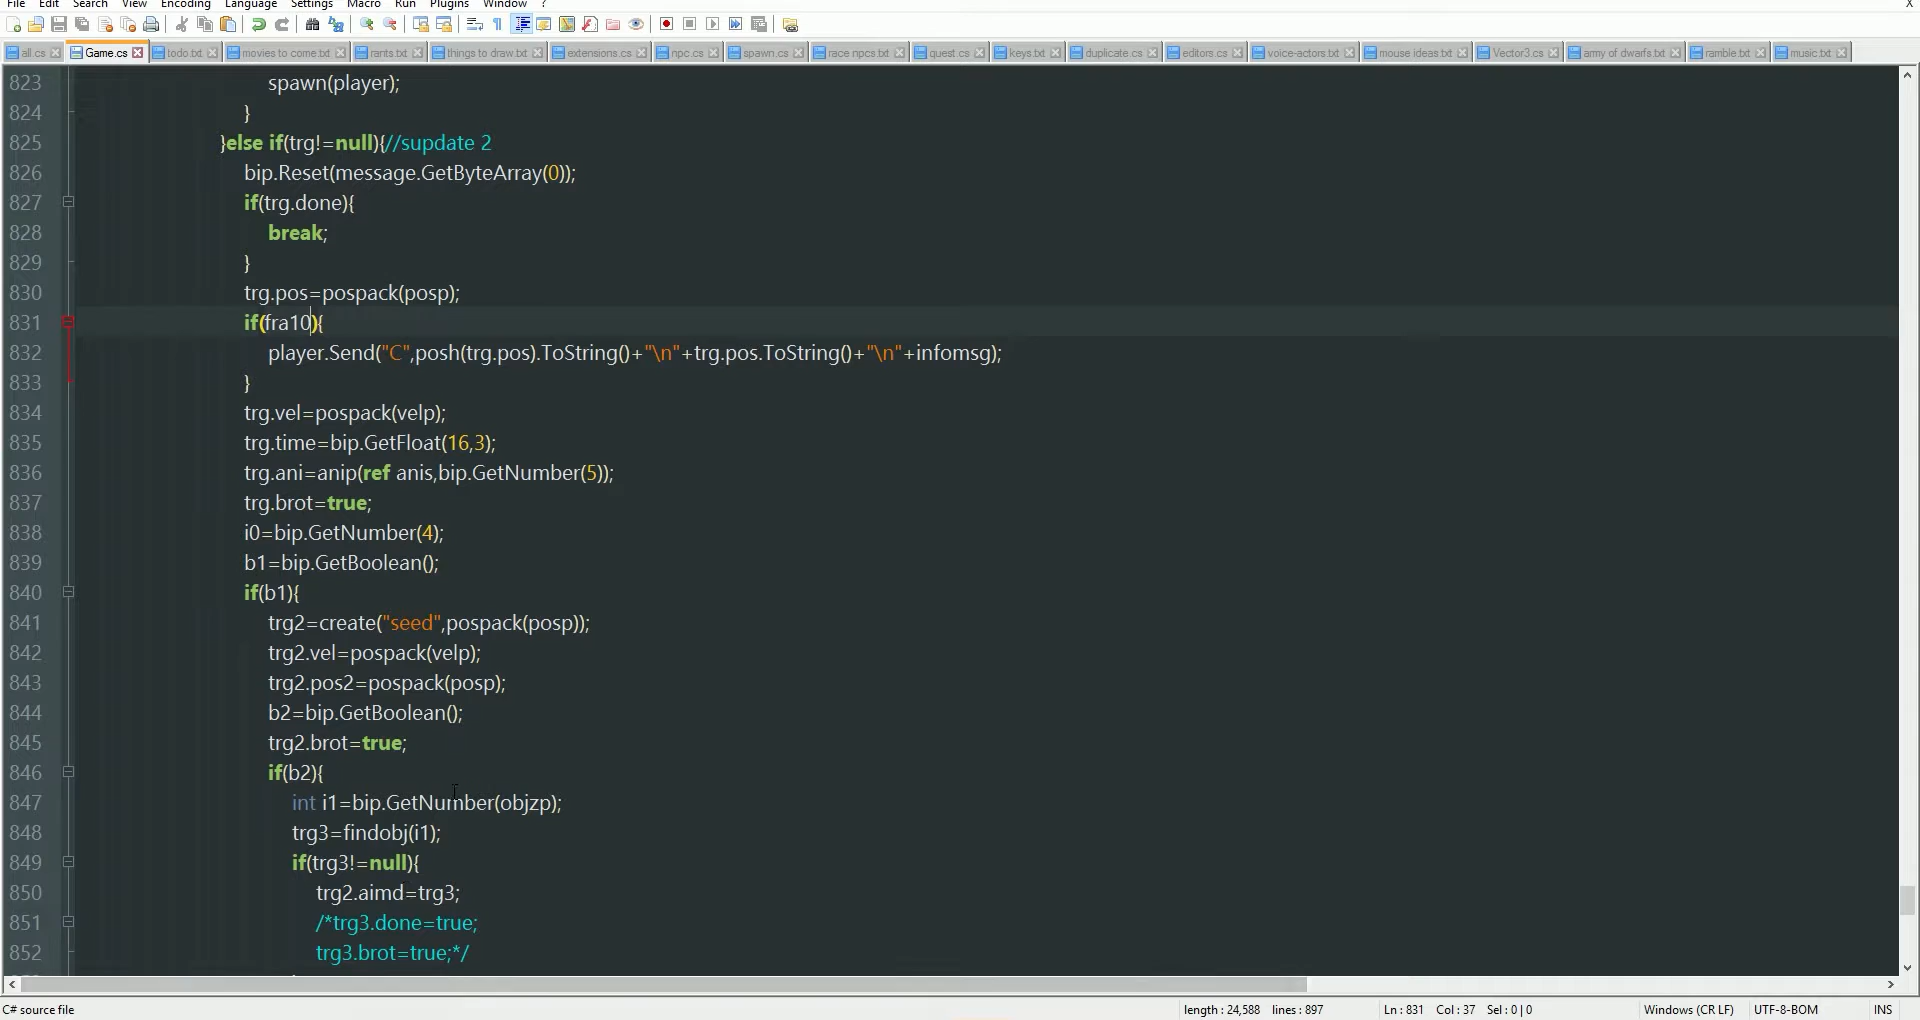 File Edit Search View Encoding Language Settings Macro Run Plugins Window ? X
all.cs Game.cs todo.txt movies to come.txt rants.txt things to draw.txt extensions.cs npc.cs spawn.cs race npcs.txt quest.cs keys.txt duplicate.cs editors.cs voice-actors.txt mouse ideas.txt Vector3.cs army of dwarfs.txt ramble.txt music.txt
823 spawn(player);
824 }
825 }else if(trg!=null){//supdate 2
826 bip.Reset(message.GetByteArray(0));
827 if(trg.done){
828 break;
829 }
830 trg.pos=pospack(posp);
831 if(fra10){
832 player.Send("C",posh(trg.pos).ToString()+"\n"+trg.pos.ToString()+"\n"+infomsg);
833 }
834 trg.vel=pospack(velp);
835 trg.time=bip.GetFloat(16,3);
836 trg.ani=anip(ref anis,bip.GetNumber(5));
837 trg.brot=true;
838 i0=bip.GetNumber(4);
839 b1=bip.GetBoolean();
840 if(b1){
841 trg2=create("seed",pospack(posp));
842 trg2.vel=pospack(velp);
843 trg2.pos2=pospack(posp);
844 b2=bip.GetBoolean();
845 trg2.brot=true;
846 if(b2){
847 int i1=bip.GetNumber(objzp);
848 trg3=findobj(i1);
849 if(trg3!=null){
850 trg2.aimd=trg3;
851 /*trg3.done=true;
852 trg3.brot=true;*/
C# source file length : 24,588 lines : 897 Ln : 831 Col : 37 Sel : 0 | 0 Windows (CR LF) UTF-8-BOM INS